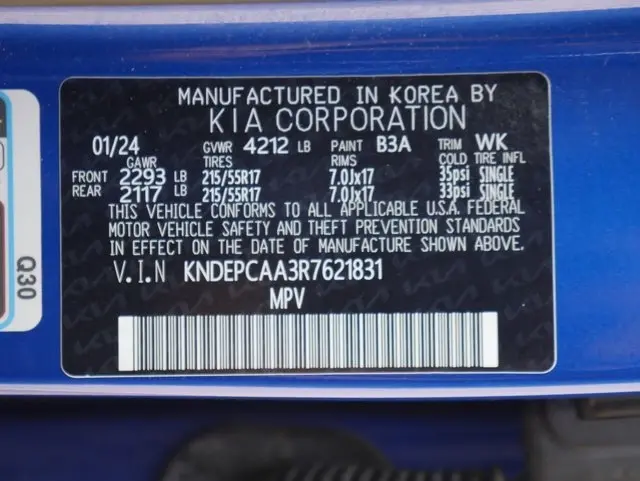 MANUFACTURED IN KOREA BY
KIA CORPORATION
01/24 GVWR 4212 LB PAINT B3A TRIM WK
GAWR TIRES RIMS COLD TIRE INFL
FRONT 2293 LB 215/55R17 7.0Jx17 35psi SINGLE
REAR 2117 LB 215/55R17 7.0Jx17 33psi SINGLE
THIS VEHICLE CONFORMS TO ALL APPLICABLE U.S.A. FEDERAL
MOTOR VEHICLE SAFETY AND THEFT PREVENTION STANDARDS
IN EFFECT ON THE DATE OF MANUFACTURE SHOWN ABOVE.
V.I.N KNDEPCAA3R7621831
MPV
Q30